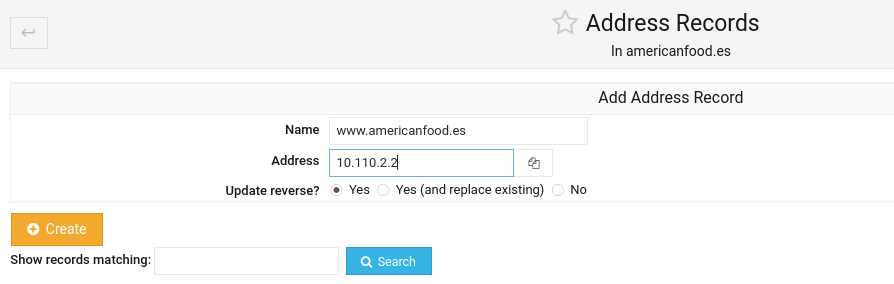 Address Records
In americanfood.es
Add Address Record
Name www.americanfood.es
Address 10.110.2.2
Update reverse? Yes Yes (and replace existing) No
Create
Show records matching: Search